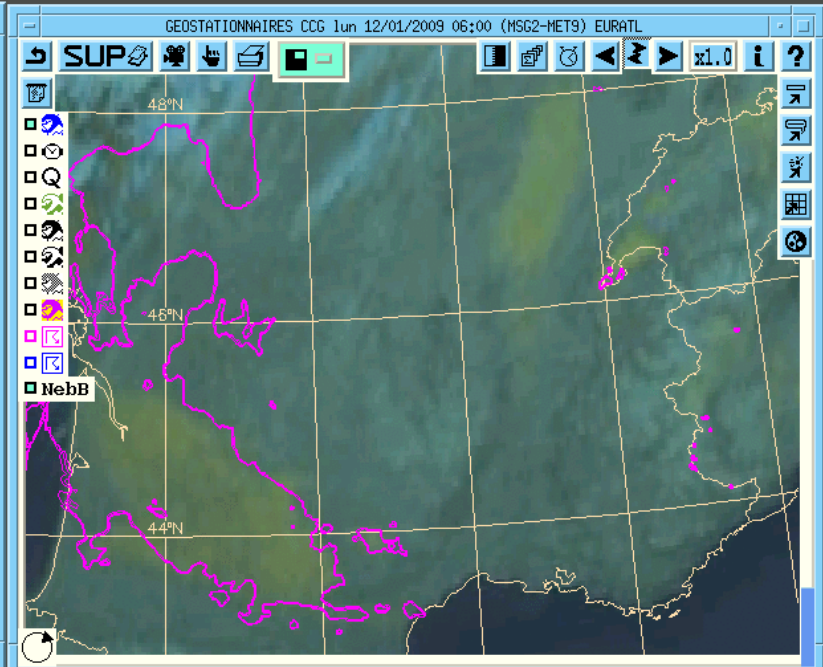 GEOSTATIONNAIRES CCG lun 12/01/2009 06:00 (MSG2-MET9) EURATL
SUP
x1.0
i
?
48°N
Q
46°N
NebB
44°N